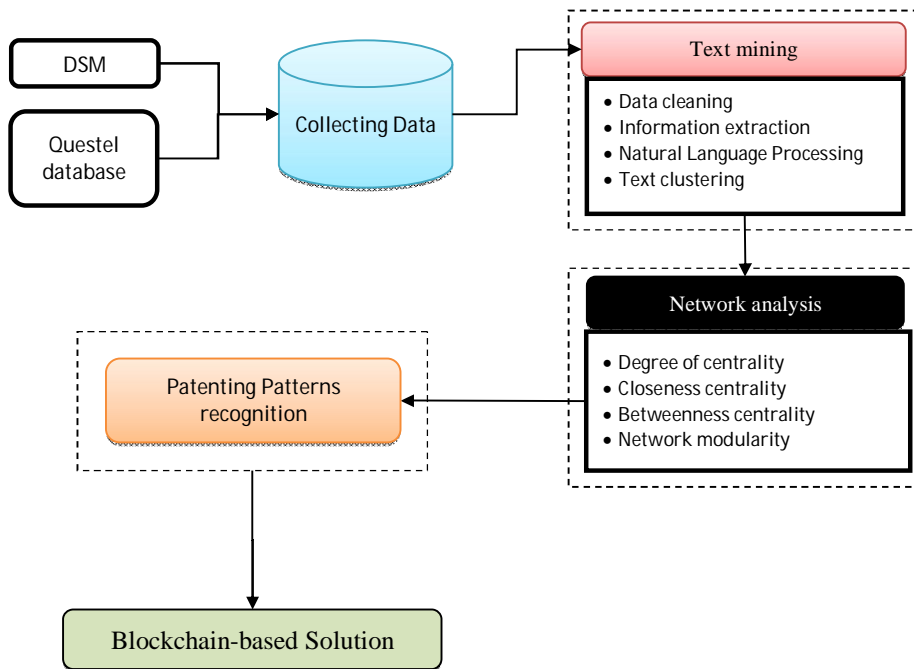 DSM
Questel
database
Collecting Data
Text mining
• Data cleaning
• Information extraction
• Natural Language Processing
• Text clustering
Network analysis
• Degree of centrality
• Closeness centrality
• Betweenness centrality
• Network modularity
Patenting Patterns
recognition
Blockchain-based Solution